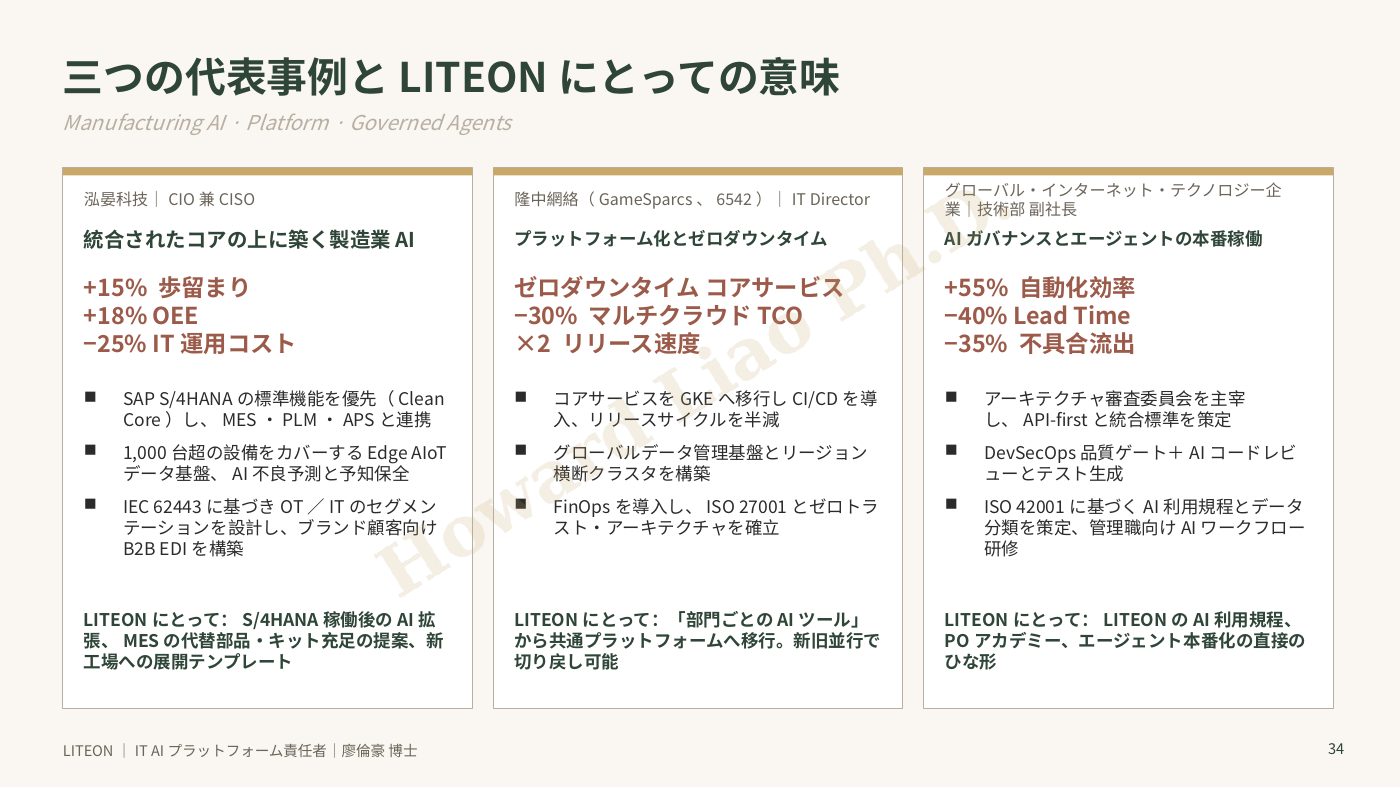 三つの代表事例と LITEON にとっての意味
Manufacturing AI · Platform · Governed Agents
泓晏科技｜ CIO 兼 CISO
統合されたコアの上に築く製造業 AI
+15% 歩留まり
+18% OEE
−25% IT 運用コスト
■ SAP S/4HANA の標準機能を優先（ Clean
Core ）し、 MES ・ PLM ・ APS と連携
■ 1,000 台超の設備をカバーする Edge AIoT
データ基盤、 AI 不良予測と予知保全
■ IEC 62443 に基づき OT ／ IT のセグメン
テーションを設計し、ブランド顧客向け
B2B EDI を構築
LITEON にとって： S/4HANA 稼働後の AI 拡
張、 MES の代替部品・キット充足の提案、新
工場への展開テンプレート
隆中網絡（ GameSparcs 、 6542 ）｜ IT Director
プラットフォーム化とゼロダウンタイム
ゼロダウンタイム コアサービス
−30% マルチクラウド TCO
×2 リリース速度
■ コアサービスを GKE へ移行し CI/CD を導
入、リリースサイクルを半減
■ グローバルデータ管理基盤とリージョン
横断クラスタを構築
■ FinOps を導入し、 ISO 27001 とゼロトラ
スト・アーキテクチャを確立
LITEON にとって：「部門ごとの AI ツール」
から共通プラットフォームへ移行。新旧並行で
切り戻し可能
グローバル・インターネット・テクノロジー企
業｜技術部 副社長
AI ガバナンスとエージェントの本番稼働
+55% 自動化効率
−40% Lead Time
−35% 不具合流出
■ アーキテクチャ審査委員会を主宰
し、 API-first と統合標準を策定
■ DevSecOps 品質ゲート＋ AI コードレビ
ューとテスト生成
■ ISO 42001 に基づく AI 利用規程とデータ
分類を策定、管理職向け AI ワークフロー
研修
LITEON にとって： LITEON の AI 利用規程、
PO アカデミー、エージェント本番化の直接の
ひな形
Howard Liao Ph.D.
LITEON ｜ IT AI プラットフォーム責任者｜廖倫豪 博士
34